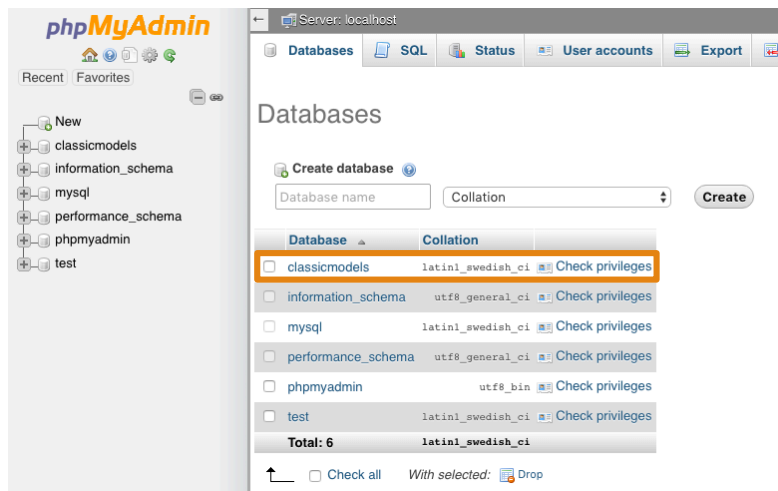 phpMyAdmin
Recent Favorites
New
classicmodels
information_schema
mysql
performance_schema
phpmyadmin
test
Server: localhost
Databases SQL Status User accounts Export
Databases
Create database
Database name Collation Create
Database Collation
classicmodels latin1_swedish_ci Check privileges
information_schema utf8_general_ci Check privileges
mysql latin1_swedish_ci Check privileges
performance_schema utf8_general_ci Check privileges
phpmyadmin utf8_bin Check privileges
test latin1_swedish_ci Check privileges
Total: 6 latin1_swedish_ci
Check all With selected: Drop